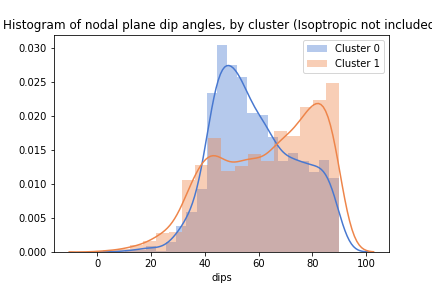 Histogram of nodal plane dip angles, by cluster (Isoptropic not included
Cluster 0
Cluster 1
0.030
0.025
0.020
0.015
0.010
0.005
0.000
0 20 40 60 80 100
dips